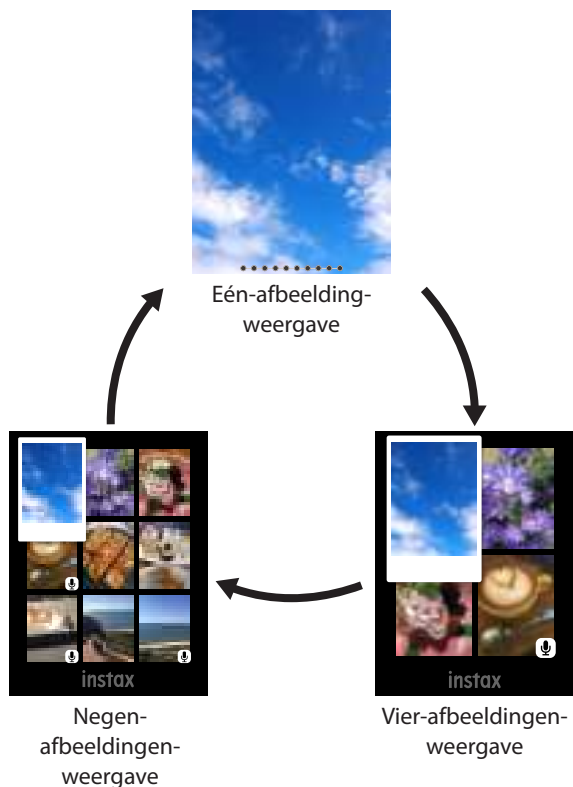 Eén-afbeelding-
weergave
instax
Negen-
afbeeldingen-
weergave
instax
Vier-afbeeldingen-
weergave